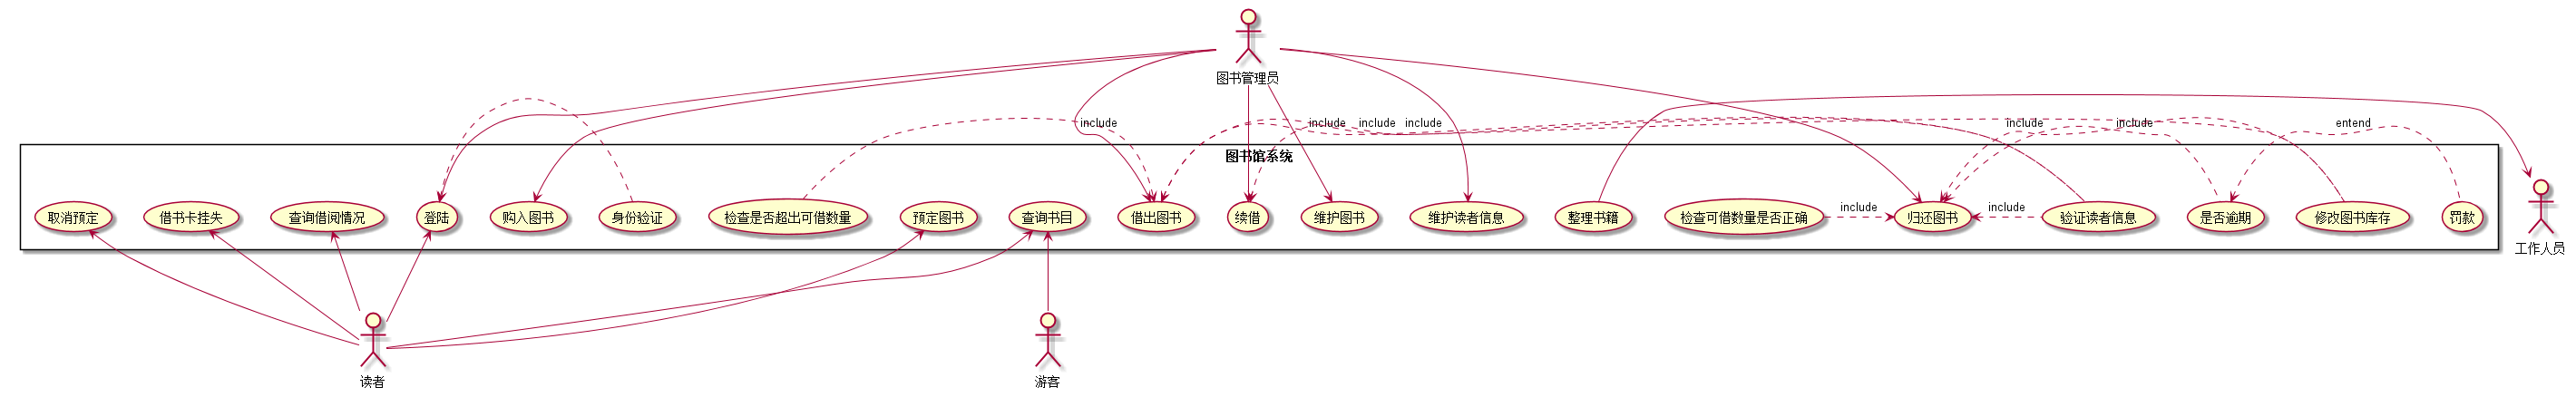 图书管理员
include
include
include
include
include
include
entend
图书馆系统
取消预定
借书卡挂失
查询借阅情况
登陆
购入图书
身份验证
检查是否超出可借数量
预定图书
查询书目
借出图书
续借
维护图书
维护读者信息
整理书籍
检查可借数量是否正确
include
归还图书
include
验证读者信息
是否逾期
修改图书库存
罚款
工作人员
读者
游客